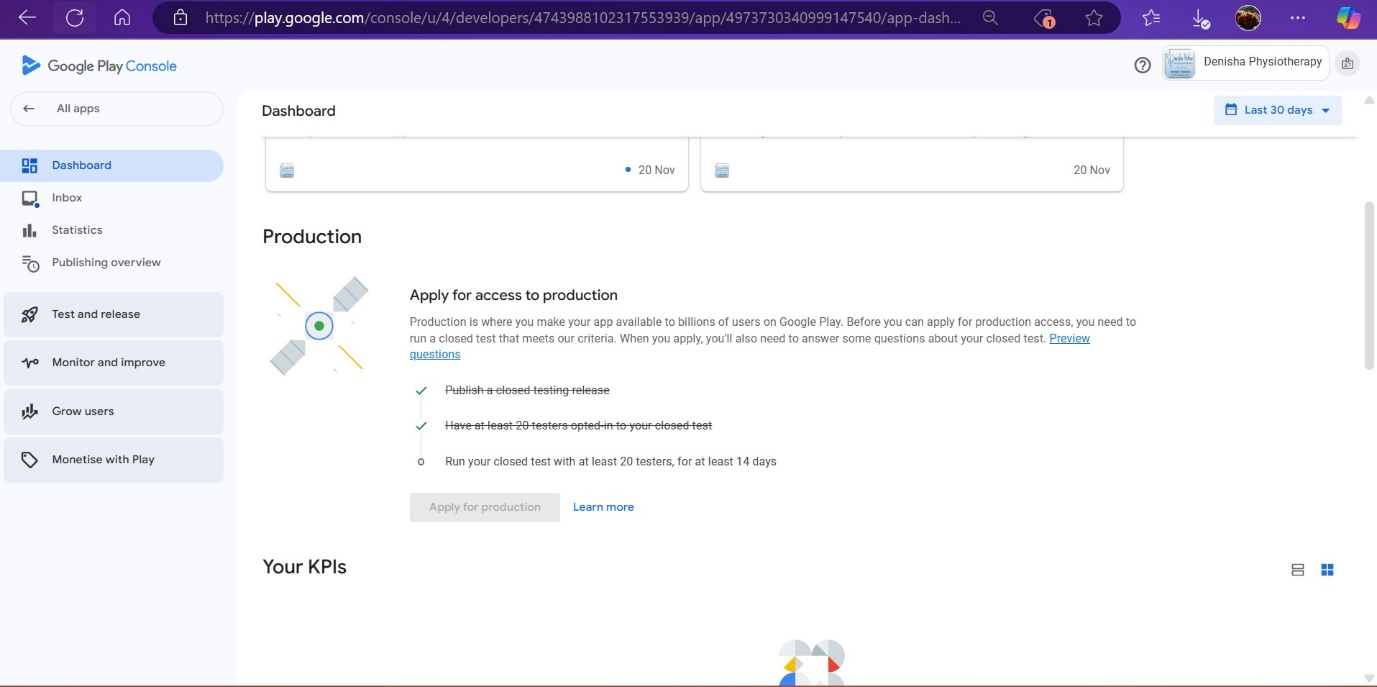 https://play.google.com/console/u/4/developers/4743988102317553939/app/4973730340999147540/app-dash...
1
Google Play Console
Denisha Physiotherapy
All apps
Dashboard
Last 30 days
Dashboard
20 Nov
20 Nov
Inbox
Statistics
Publishing overview
Test and release
Monitor and improve
Grow users
Monetise with Play
Production
Apply for access to production
Production is where you make your app available to billions of users on Google Play. Before you can apply for production access, you need to
run a closed test that meets our criteria. When you apply, you'll also need to answer some questions about your closed test. Preview
questions
Publish a closed testing release
Have at least 20 testers opted-in to your closed test
Run your closed test with at least 20 testers, for at least 14 days
Apply for production
Learn more
Your KPIs